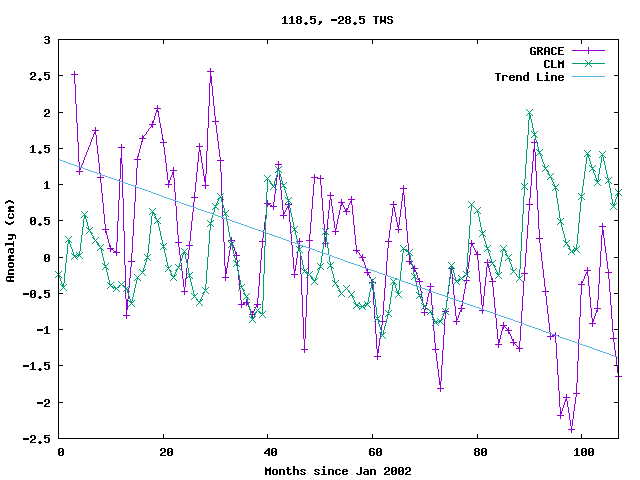 118.5, -28.5 TWS
GRACE
CLM
Trend Line
3
2.5
2
1.5
1
0.5
0
-0.5
-1
-1.5
-2
-2.5
Anomaly (cm)
0 20 40 60 80 100
Months since Jan 2002